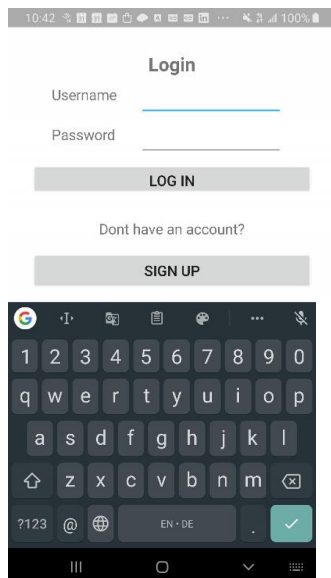 10:42 100%
Login
Username
Password
LOG IN
Dont have an account?
SIGN UP
1 2 3 4 5 6 7 8 9 0
q w e r t y u i o p
a s d f g h j k l
z x c v b n m
?123 @ EN • DE .